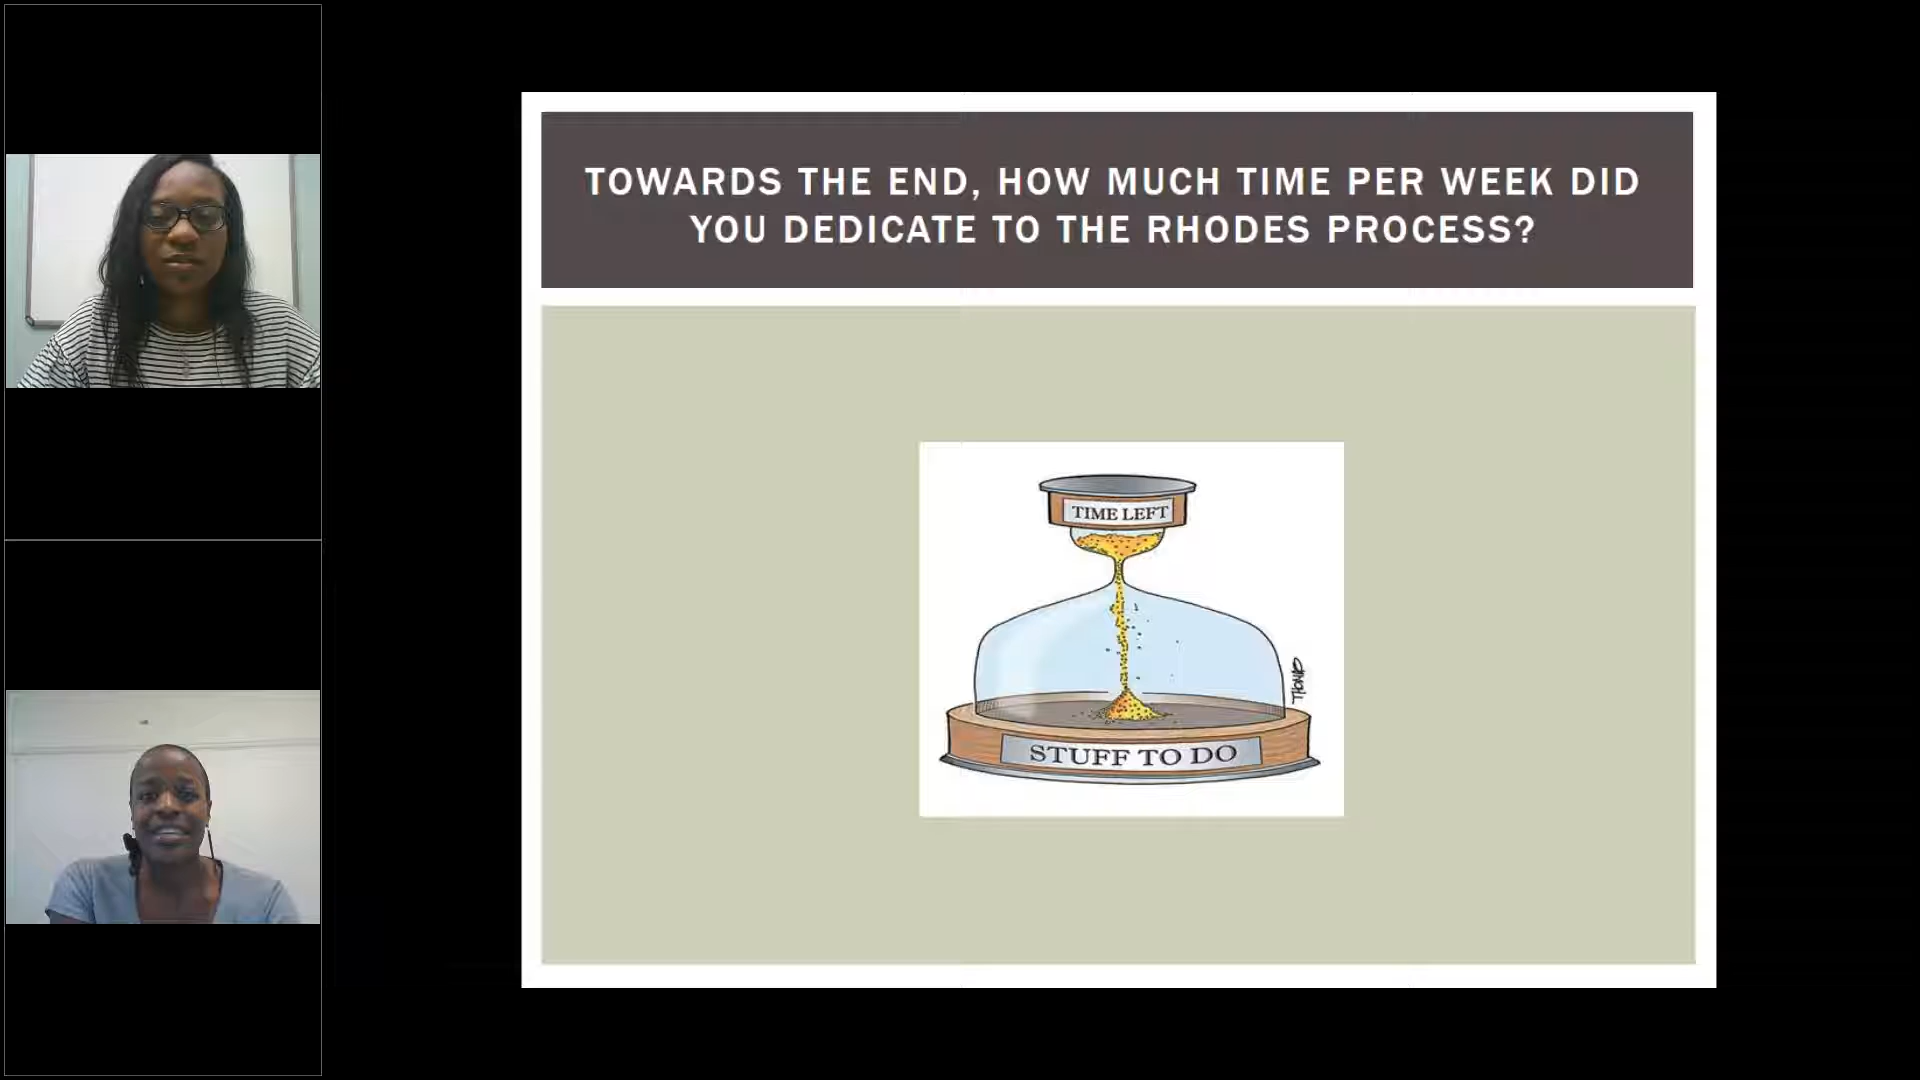 TOWARDS THE END, HOW MUCH TIME PER WEEK DID
YOU DEDICATE TO THE RHODES PROCESS?
TIME LEFT
STUFF TO DO